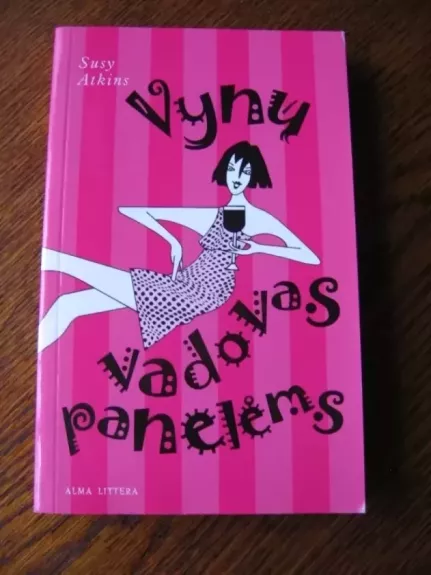 Susy
Atkins
Vynų
vadovas
panelėms
ALMA LITTERA